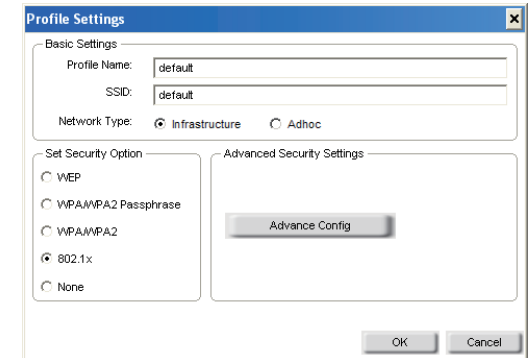 Profile Settings
Basic Settings
Profile Name: default
SSID: default
Network Type: Infrastructure Adhoc
Set Security Option
WEP
WPA/WPA2 Passphrase
WPA/WPA2
802.1x
None
Advanced Security Settings
Advance Config
OK Cancel